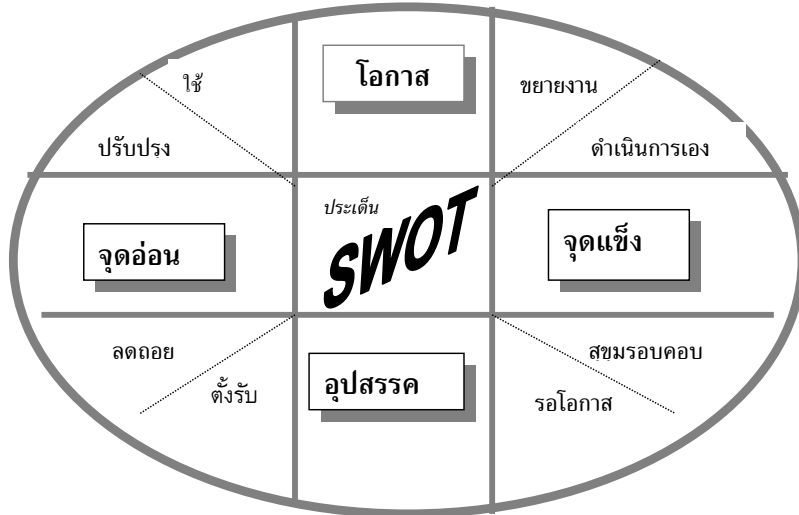 ใช้
โอกาส
ขยายงาน
ปรับปรุง
ดำเนินการเอง
ประเด็น
SWOT
จุดอ่อน
จุดแข็ง
ลดถอย
ตั้งรับ
อุปสรรค
สุขุมรอบคอบ
รอโอกาส